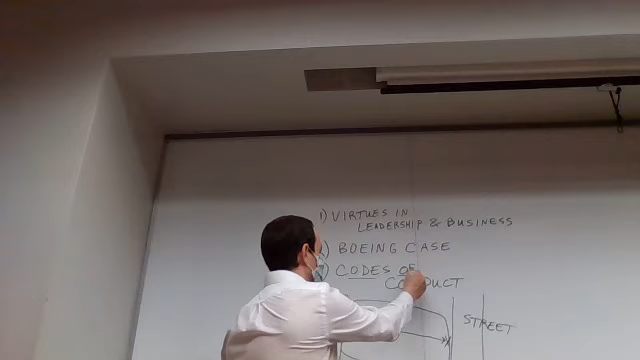 1) VIRTUES IN
LEADERSHIP & BUSINESS
) BOEING CASE
) CODES OF
CONDUCT
STREET